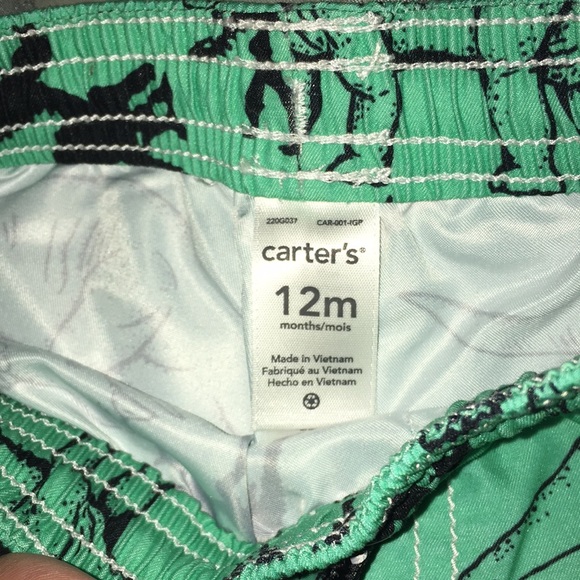 220G037 CAR-001-IGP
carter's®
12m
months/mois
Made in Vietnam
Fabriqué au Vietnam
Hecho en Vietnam